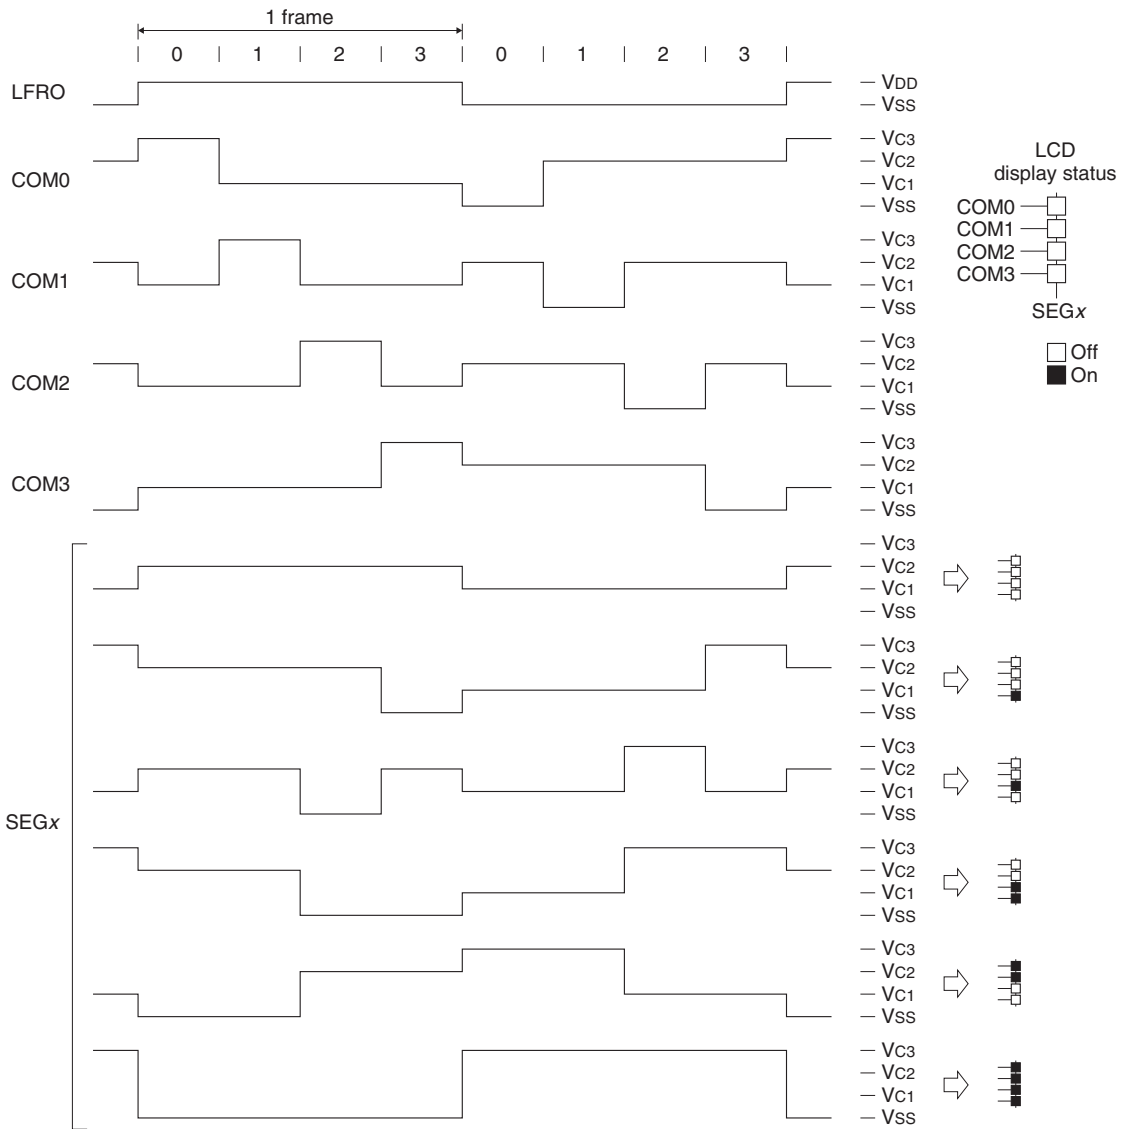 1 frame
0 1 2 3 0 1 2 3
LFRO
VDD
VSS
COM0
VC3
VC2
VC1
VSS
COM1
VC3
VC2
VC1
VSS
COM2
VC3
VC2
VC1
VSS
COM3
VC3
VC2
VC1
VSS
SEGx
VC3
VC2
VC1
VSS
VC3
VC2
VC1
VSS
VC3
VC2
VC1
VSS
VC3
VC2
VC1
VSS
VC3
VC2
VC1
VSS
VC3
VC2
VC1
VSS
LCD
display status
COM0
COM1
COM2
COM3
SEGx
Off
On